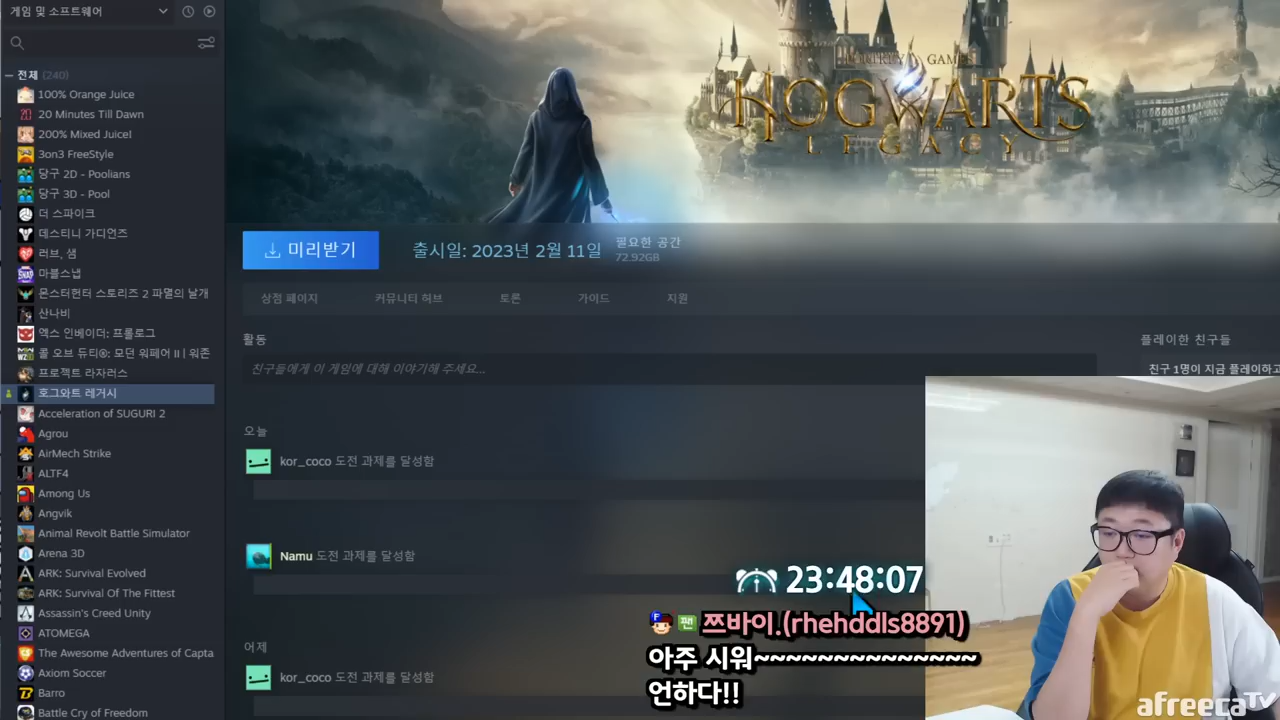 게임 및 소프트웨어
전체 (240)
100% Orange Juice
20 Minutes Till Dawn
200% Mixed Juice!
3on3 FreeStyle
당구 2D - Poolians
당구 3D - Pool
더 스파이크
데스티니 가디언즈
러브, 샘
마블스냅
몬스터헌터 스토리즈 2 파멸의 날개
산나비
엑스 인베이더: 프롤로그
콜 오브 듀티®: 모던 워페어 II | 워존
프로젝트 라자러스
호그와트 레거시
Acceleration of SUGURI 2
Agrou
AirMech Strike
ALTF4
Among Us
Angvik
Animal Revolt Battle Simulator
Arena 3D
ARK: Survival Evolved
ARK: Survival Of The Fittest
Assassin's Creed Unity
ATOMEGA
The Awesome Adventures of Capta
Axiom Soccer
Barro
Battle Cry of Freedom
GAMES
HOGWARTS
LEGACY
미리받기
출시일: 2023년 2월 11일
필요한 공간
72.92GB
상점 페이지
커뮤니티 허브
토론
가이드
지원
활동
친구들에게 이 게임에 대해 이야기해 주세요...
플레이한 친구들
친구 1명이 지금 플레이하고
오늘
kor_coco 도전 과제를 달성함
Namu 도전 과제를 달성함
어제
kor_coco 도전 과제를 달성함
23:48:07
F 팬 쯔바이.(rhehddls8891)
아주 시워~~~~~~~~~~~~~~
언하다!!
afreecaTV